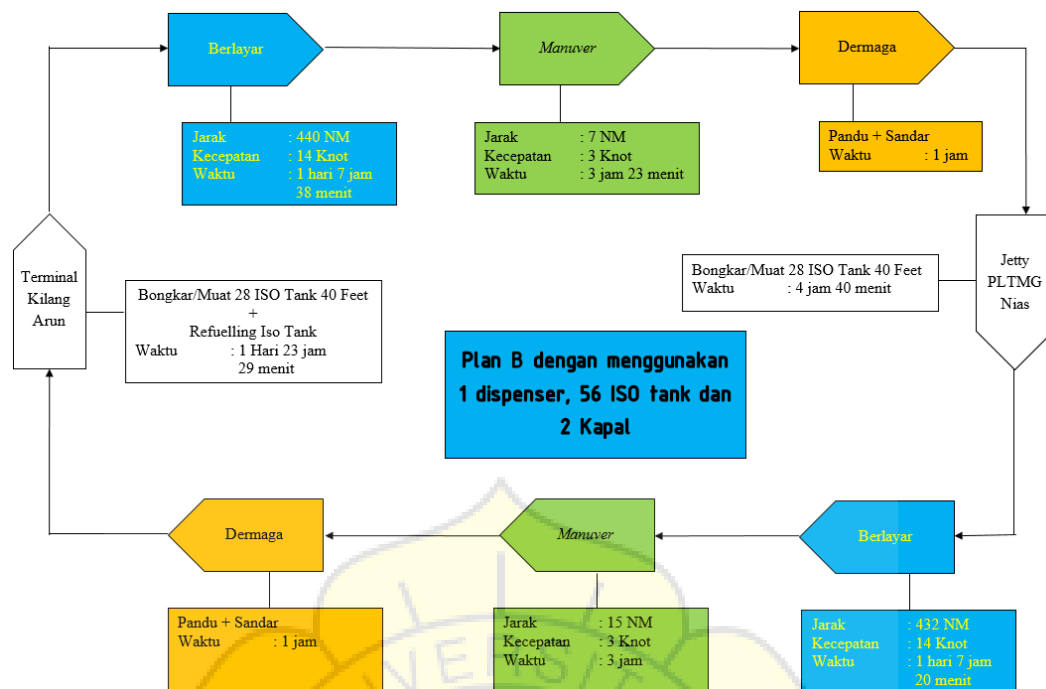 Berlayar
Manuver
Dermaga
Jarak : 440 NM
Kecepatan : 14 Knot
Waktu : 1 hari 7 jam
38 menit
Jarak : 7 NM
Kecepatan : 3 Knot
Waktu : 3 jam 23 menit
Pandu + Sandar
Waktu : 1 jam
Terminal
Kilang
Arun
Bongkar/Muat 28 ISO Tank 40 Feet
+
Refuelling Iso Tank
Waktu : 1 Hari 23 jam
29 menit
Bongkar/Muat 28 ISO Tank 40 Feet
Waktu : 4 jam 40 menit
Jetty
PLTMG
Nias
Plan B dengan menggunakan
1 dispenser, 56 ISO tank dan
2 Kapal
Dermaga
Manuver
Berlayar
Pandu + Sandar
Waktu : 1 jam
Jarak : 15 NM
Kecepatan : 3 Knot
Waktu : 3 jam
Jarak : 432 NM
Kecepatan : 14 Knot
Waktu : 1 hari 7 jam
20 menit